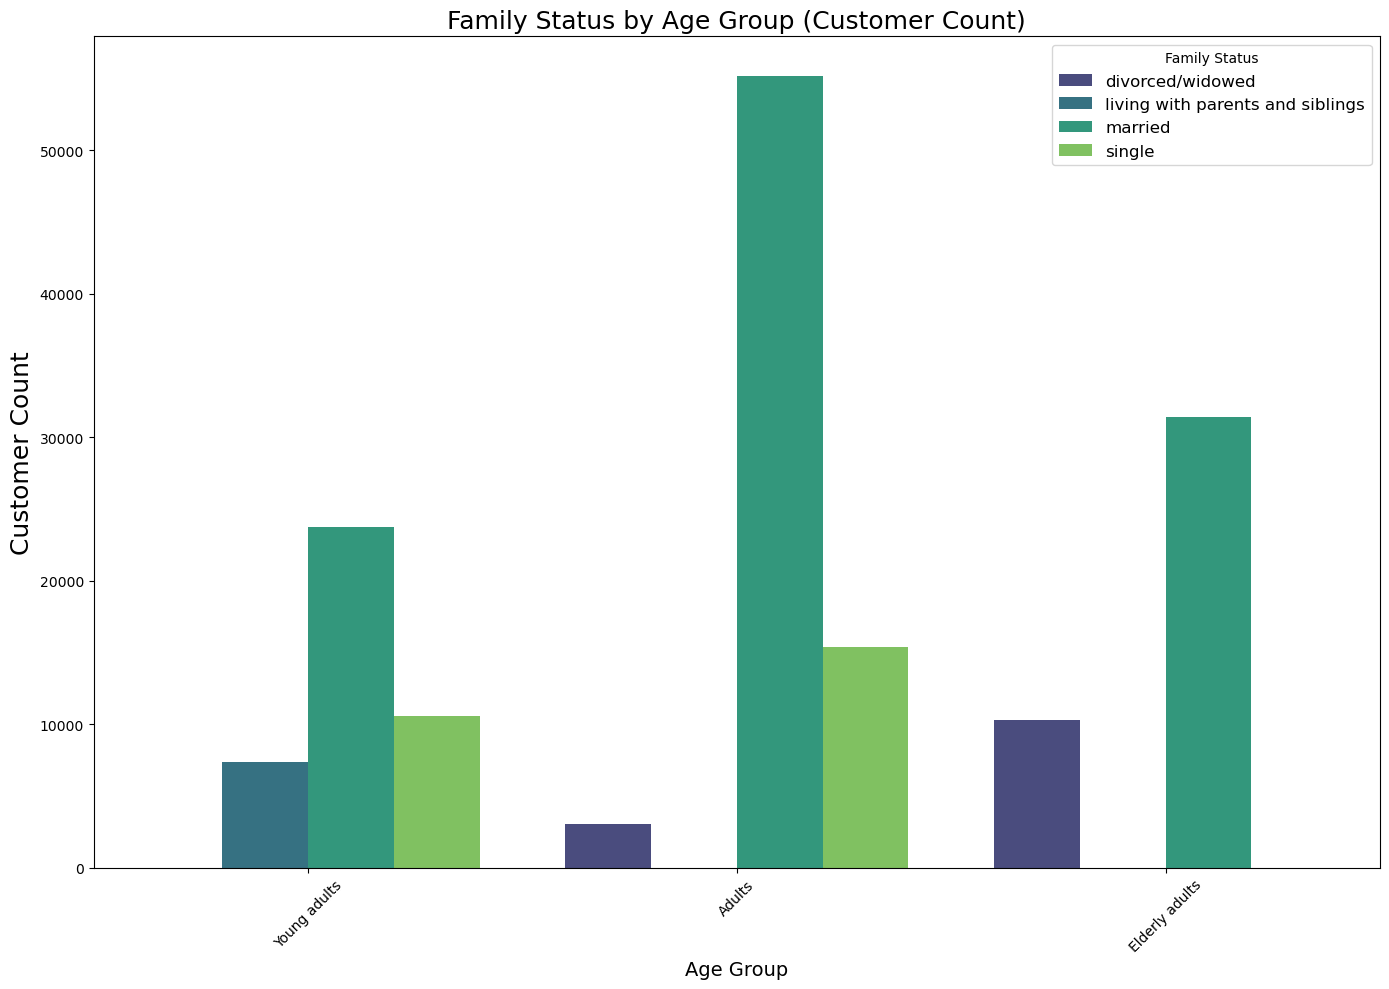 Family Status by Age Group (Customer Count)
Family Status
divorced/widowed
living with parents and siblings
married
single
Customer Count
50000
40000
30000
20000
10000
0
Young adults
Adults
Elderly adults
Age Group